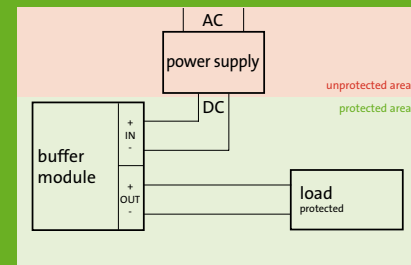 AC
power supply
unprotected area
DC
protected area
+
IN
-
buffer
module
+
OUT
-
load
protected